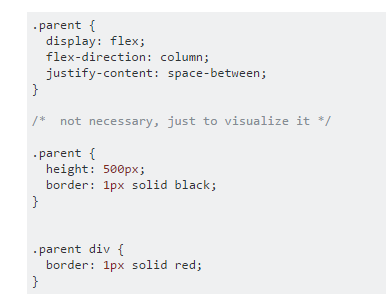 .parent {
  display: flex;
  flex-direction: column;
  justify-content: space-between;
}
/*  not necessary, just to visualize it */
.parent {
  height: 500px;
  border: 1px solid black;
}
.parent div {
  border: 1px solid red;
}